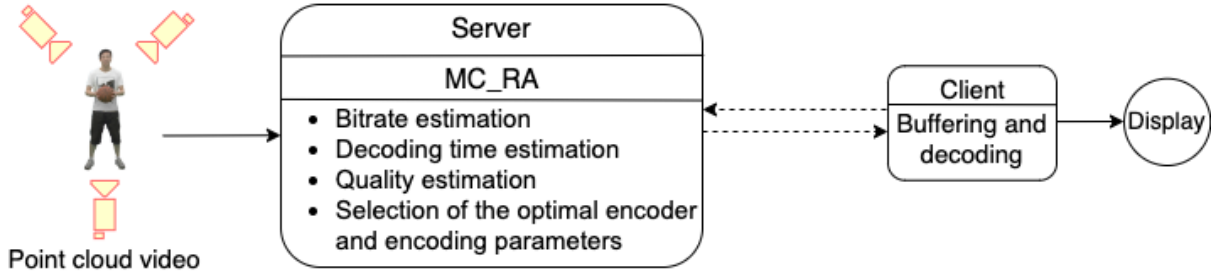 Point cloud video
Server
MC_RA
• Bitrate estimation
• Decoding time estimation
• Quality estimation
• Selection of the optimal encoder
and encoding parameters
Client
Buffering and
decoding
Display